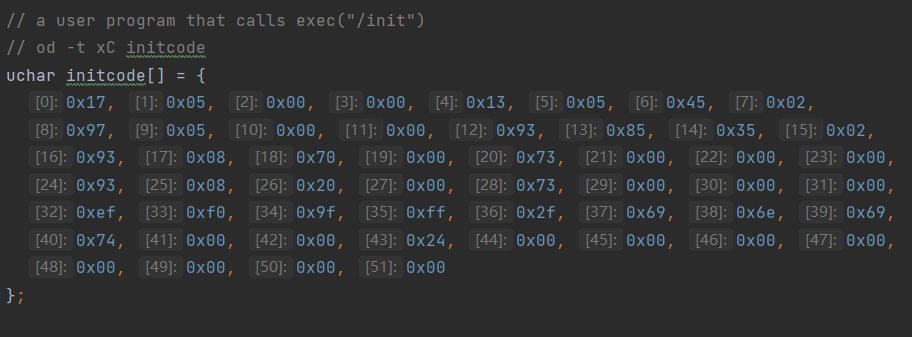 // a user program that calls exec("/init")
// od -t xC initcode
uchar initcode[] = {
[0]: 0x17, [1]: 0x05, [2]: 0x00, [3]: 0x00, [4]: 0x13, [5]: 0x05, [6]: 0x45, [7]: 0x02,
[8]: 0x97, [9]: 0x05, [10]: 0x00, [11]: 0x00, [12]: 0x93, [13]: 0x85, [14]: 0x35, [15]: 0x02,
[16]: 0x93, [17]: 0x08, [18]: 0x70, [19]: 0x00, [20]: 0x73, [21]: 0x00, [22]: 0x00, [23]: 0x00,
[24]: 0x93, [25]: 0x08, [26]: 0x20, [27]: 0x00, [28]: 0x73, [29]: 0x00, [30]: 0x00, [31]: 0x00,
[32]: 0xef, [33]: 0xf0, [34]: 0x9f, [35]: 0xff, [36]: 0x2f, [37]: 0x69, [38]: 0x6e, [39]: 0x69,
[40]: 0x74, [41]: 0x00, [42]: 0x00, [43]: 0x24, [44]: 0x00, [45]: 0x00, [46]: 0x00, [47]: 0x00,
[48]: 0x00, [49]: 0x00, [50]: 0x00, [51]: 0x00
};